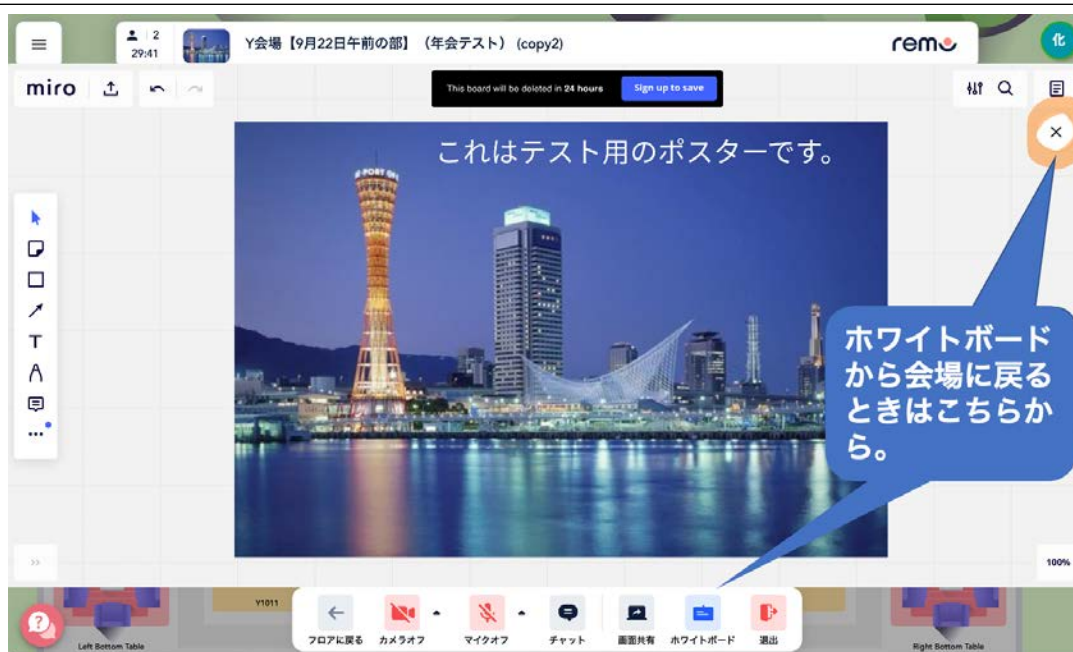 2
29:41
Y会場【9月22日午前の部】（年会テスト）(copy2)
remo
化
miro
This board will be deleted in 24 hours
Sign up to save
これはテスト用のポスターです。
T
ホワイトボード
から会場に戻る
ときはこちらか
ら。
100%
Y1011
フロアに戻る
カメラオフ
マイクオフ
チャット
画面共有
ホワイトボード
退出
?
Left Bottom Table
Right Bottom Table